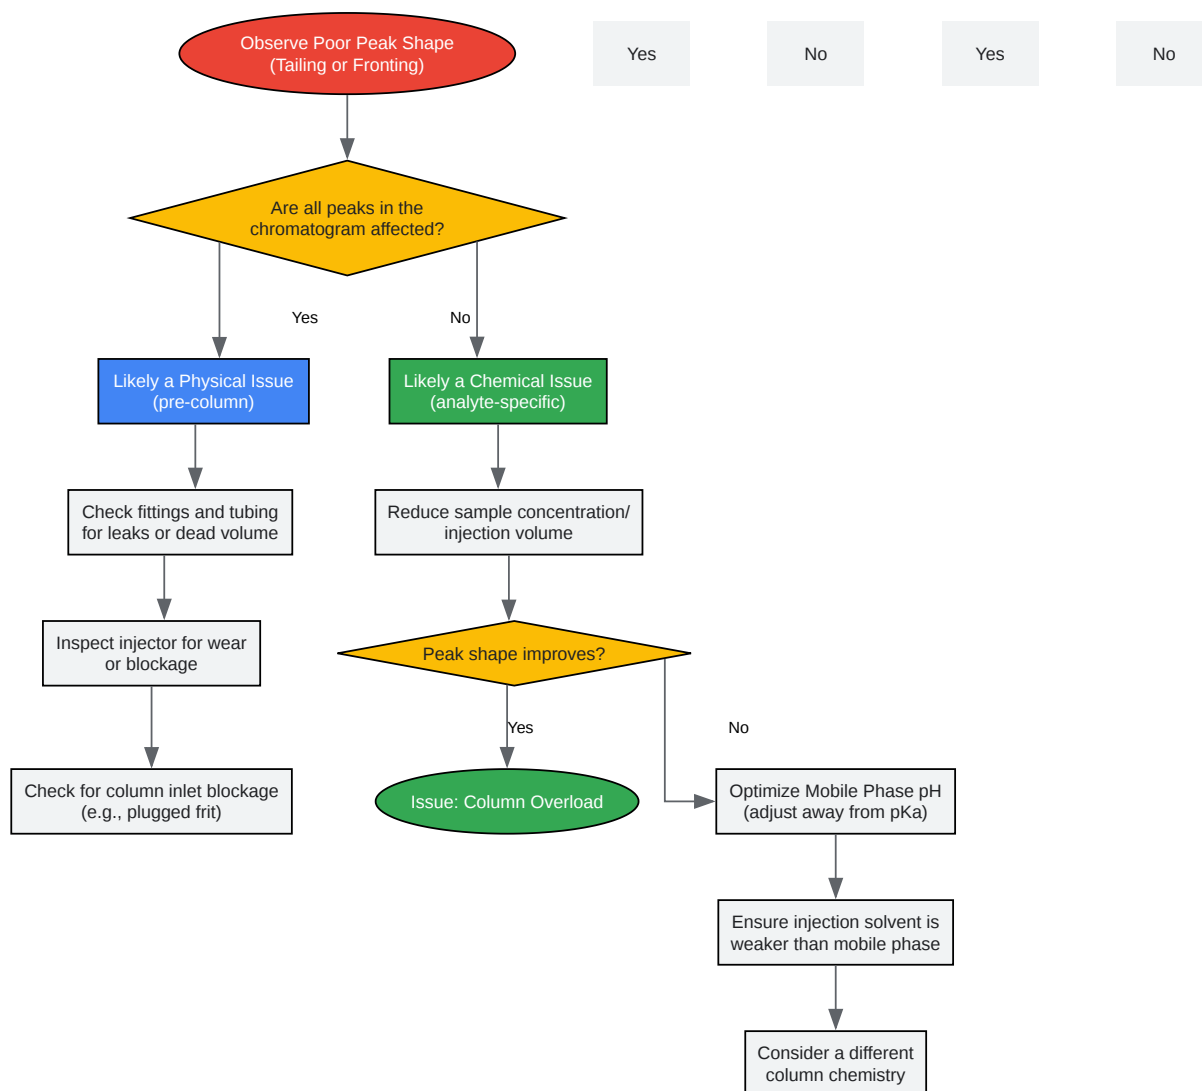 Observe Poor Peak Shape
(Tailing or Fronting)
Yes
No
Yes
No
Are all peaks in the
chromatogram affected?
Yes
No
Likely a Physical Issue
(pre-column)
Likely a Chemical Issue
(analyte-specific)
Check fittings and tubing
for leaks or dead volume
Reduce sample concentration/
injection volume
Inspect injector for wear
or blockage
Peak shape improves?
Yes
No
Check for column inlet blockage
(e.g., plugged frit)
Issue: Column Overload
Optimize Mobile Phase pH
(adjust away from pKa)
Ensure injection solvent is
weaker than mobile phase
Consider a different
column chemistry